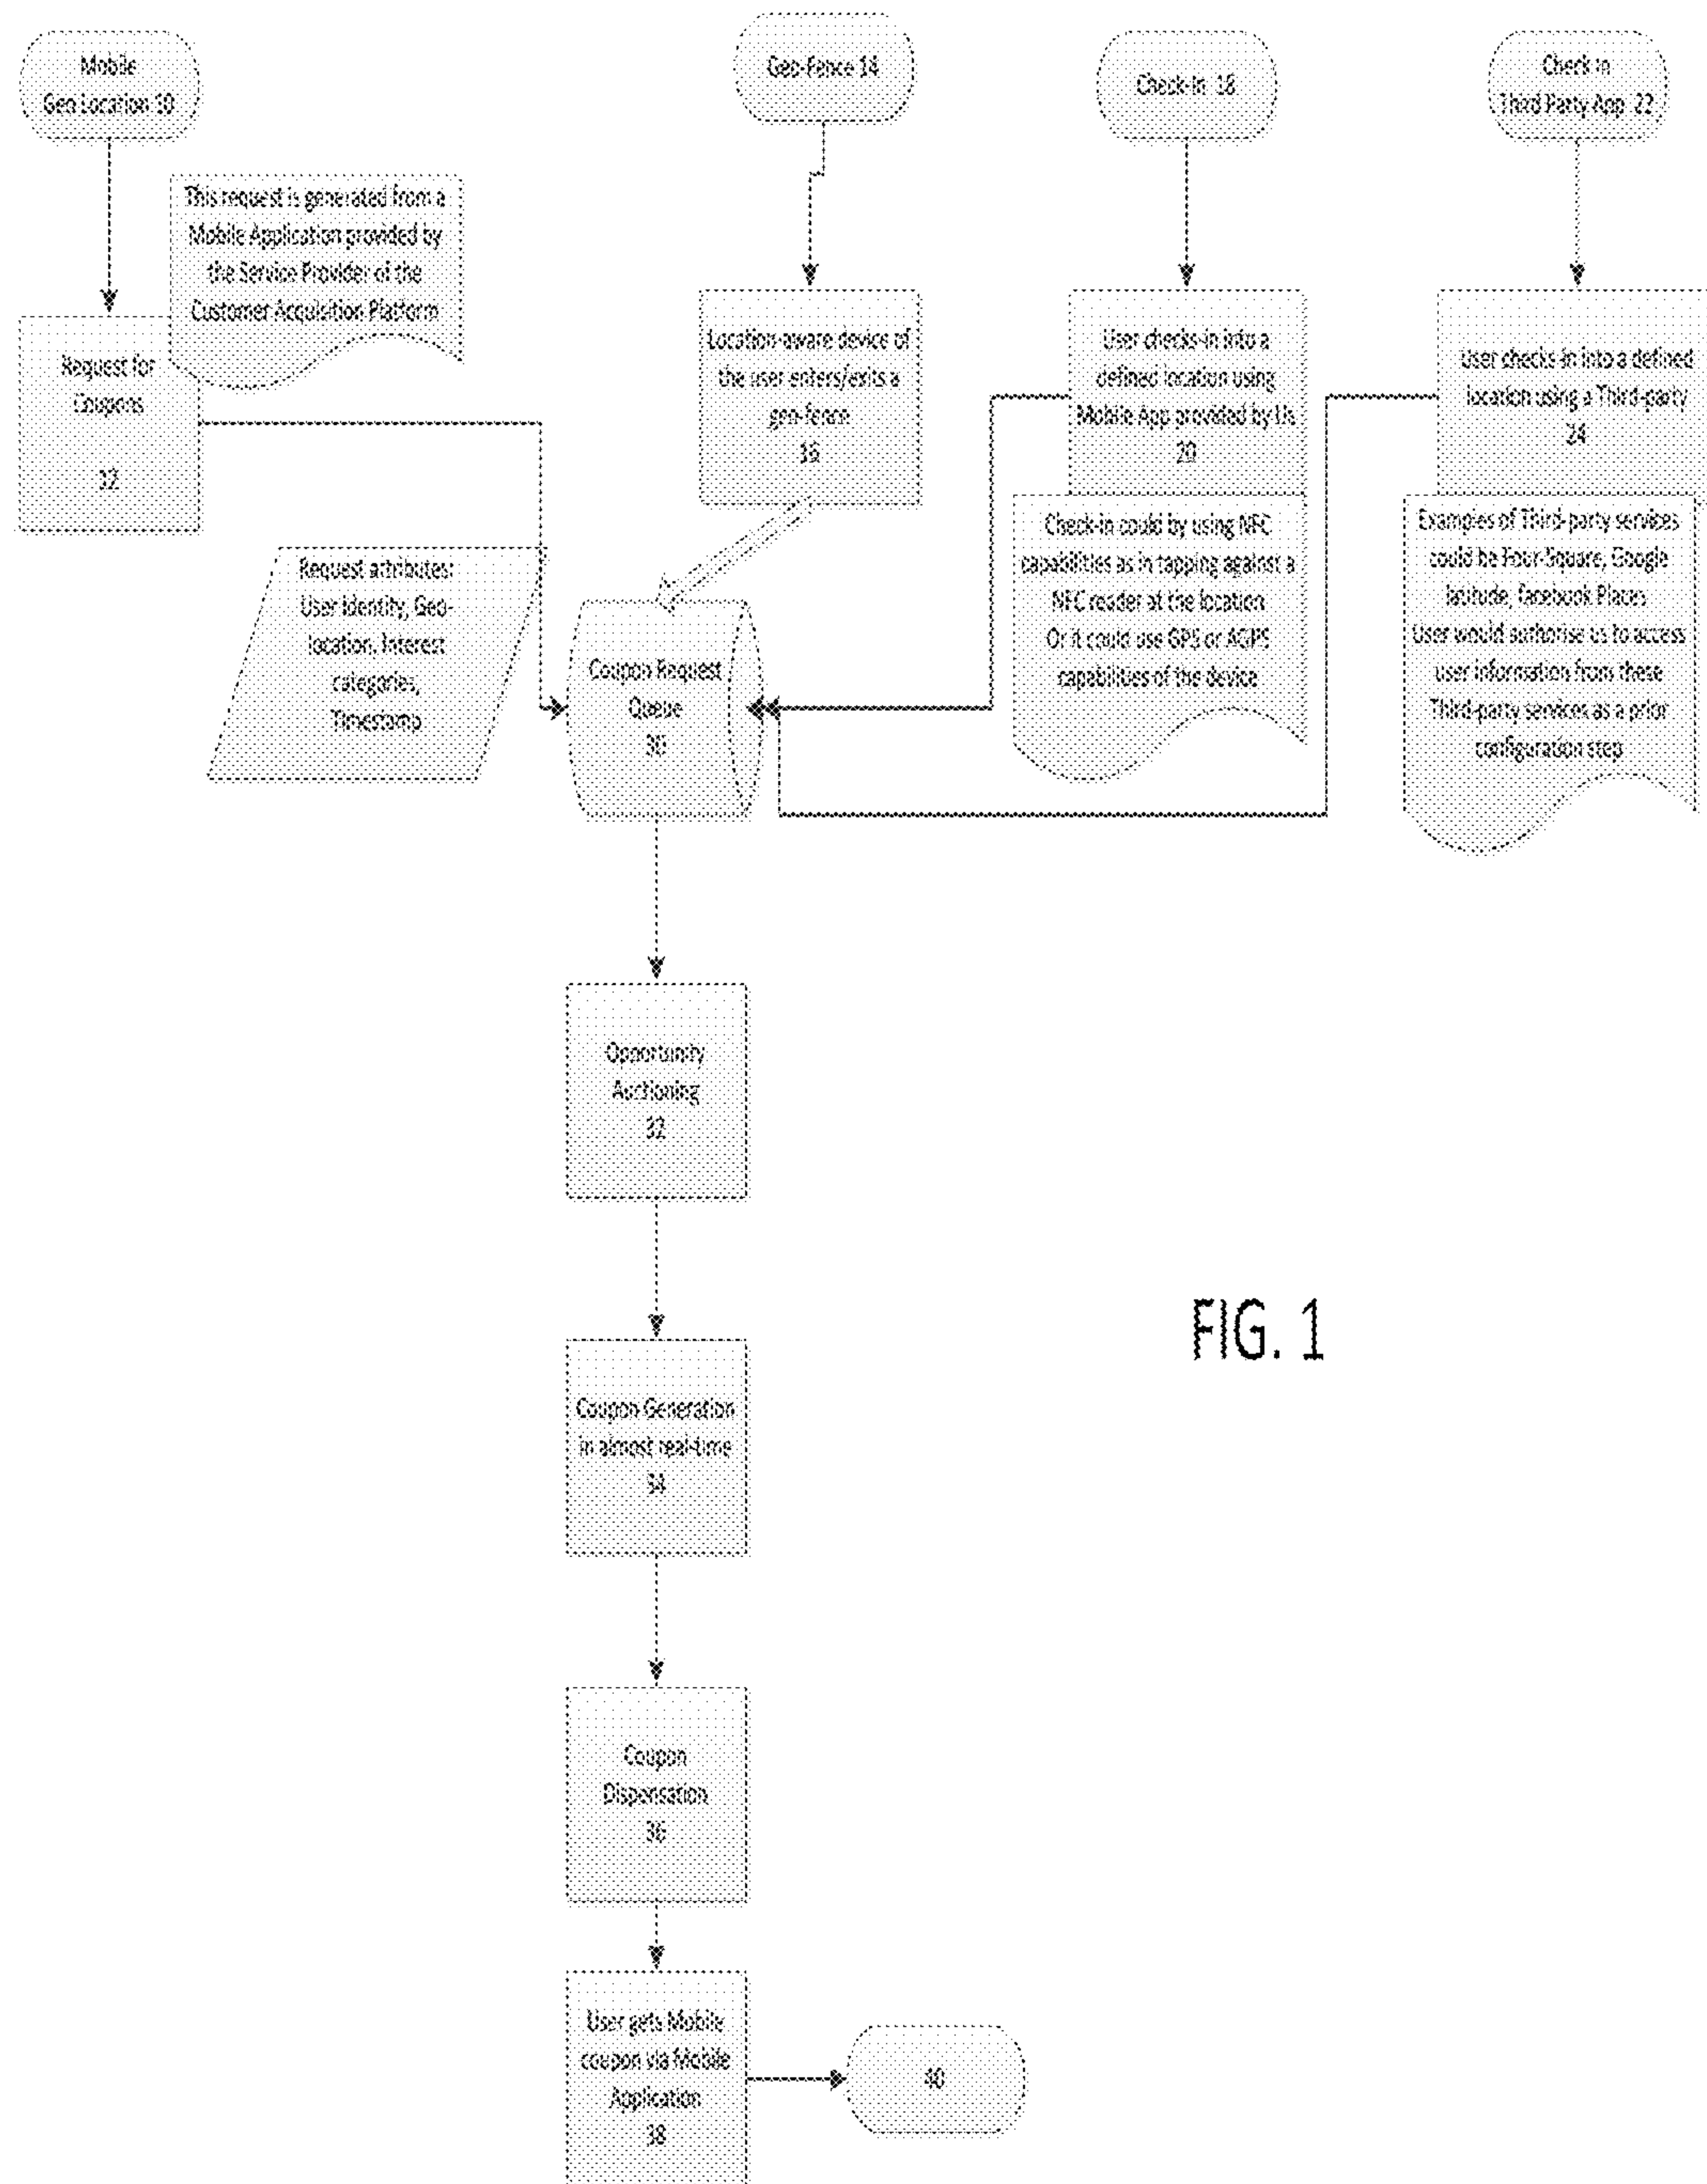 Mobile
Geo Location 10
Geo-Fence 14
Check-In 18
Check in
Third Party App 22
This request is generated from a
Mobile Application provided by
the Service Provider of the
Customer Acquisition Platform
Request for
Coupons
12
Location-aware device of
the user enters/exits a
geo-fence
16
User checks-in into a
defined location using
Mobile App provided by Us
20
User checks in into a defined
location using a Third-party
24
Request attributes:
User Identity, Geo-
location, Interest
categories,
Timestamp
Coupon Request
Queue
30
Check-in could by using NFC
capabilities as in tapping against a
NFC reader at the location
Or it could use GPS or AGPS
capabilities of the device
Examples of Third-party services
could be Four-Square, Google
latitude, Facebook Places
User would authorise us to access
user information from these
Third-party services as a prior
configuration step
Opportunity
Auctioning
32
Coupon Generation
in almost real-time
34
FIG. 1
Coupon
Dispensation
36
User gets Mobile
coupon via Mobile
Application
38
40